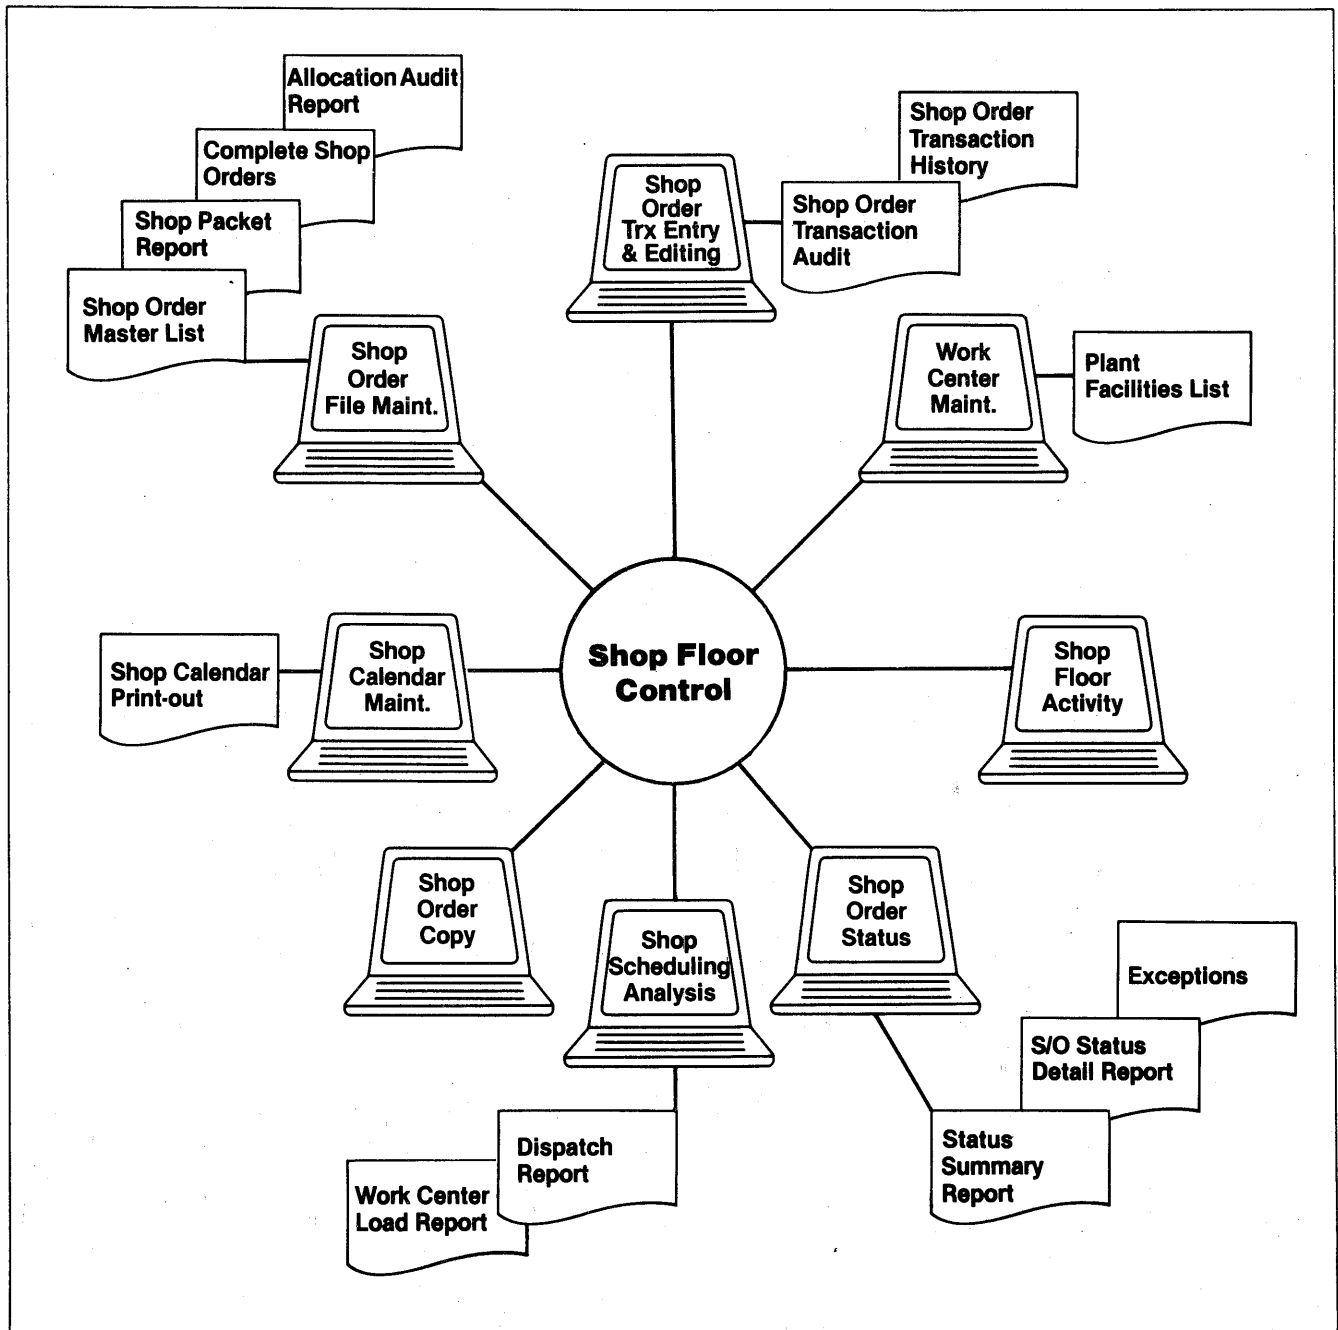 Allocation Audit
Report
Complete Shop
Orders
Shop Packet
Report
Shop Order
Master List
Shop
Order
File Maint.
Shop
Order
Trx Entry
& Editing
Shop Order
Transaction
History
Shop Order
Transaction
Audit
Work
Center
Maint.
Plant
Facilities List
Shop Calendar
Print-out
Shop
Calendar
Maint.
Shop Floor
Control
Shop
Floor
Activity
Shop
Order
Copy
Shop
Scheduling
Analysis
Shop
Order
Status
Exceptions
S/O Status
Detail Report
Status
Summary
Report
Dispatch
Report
Work Center
Load Report